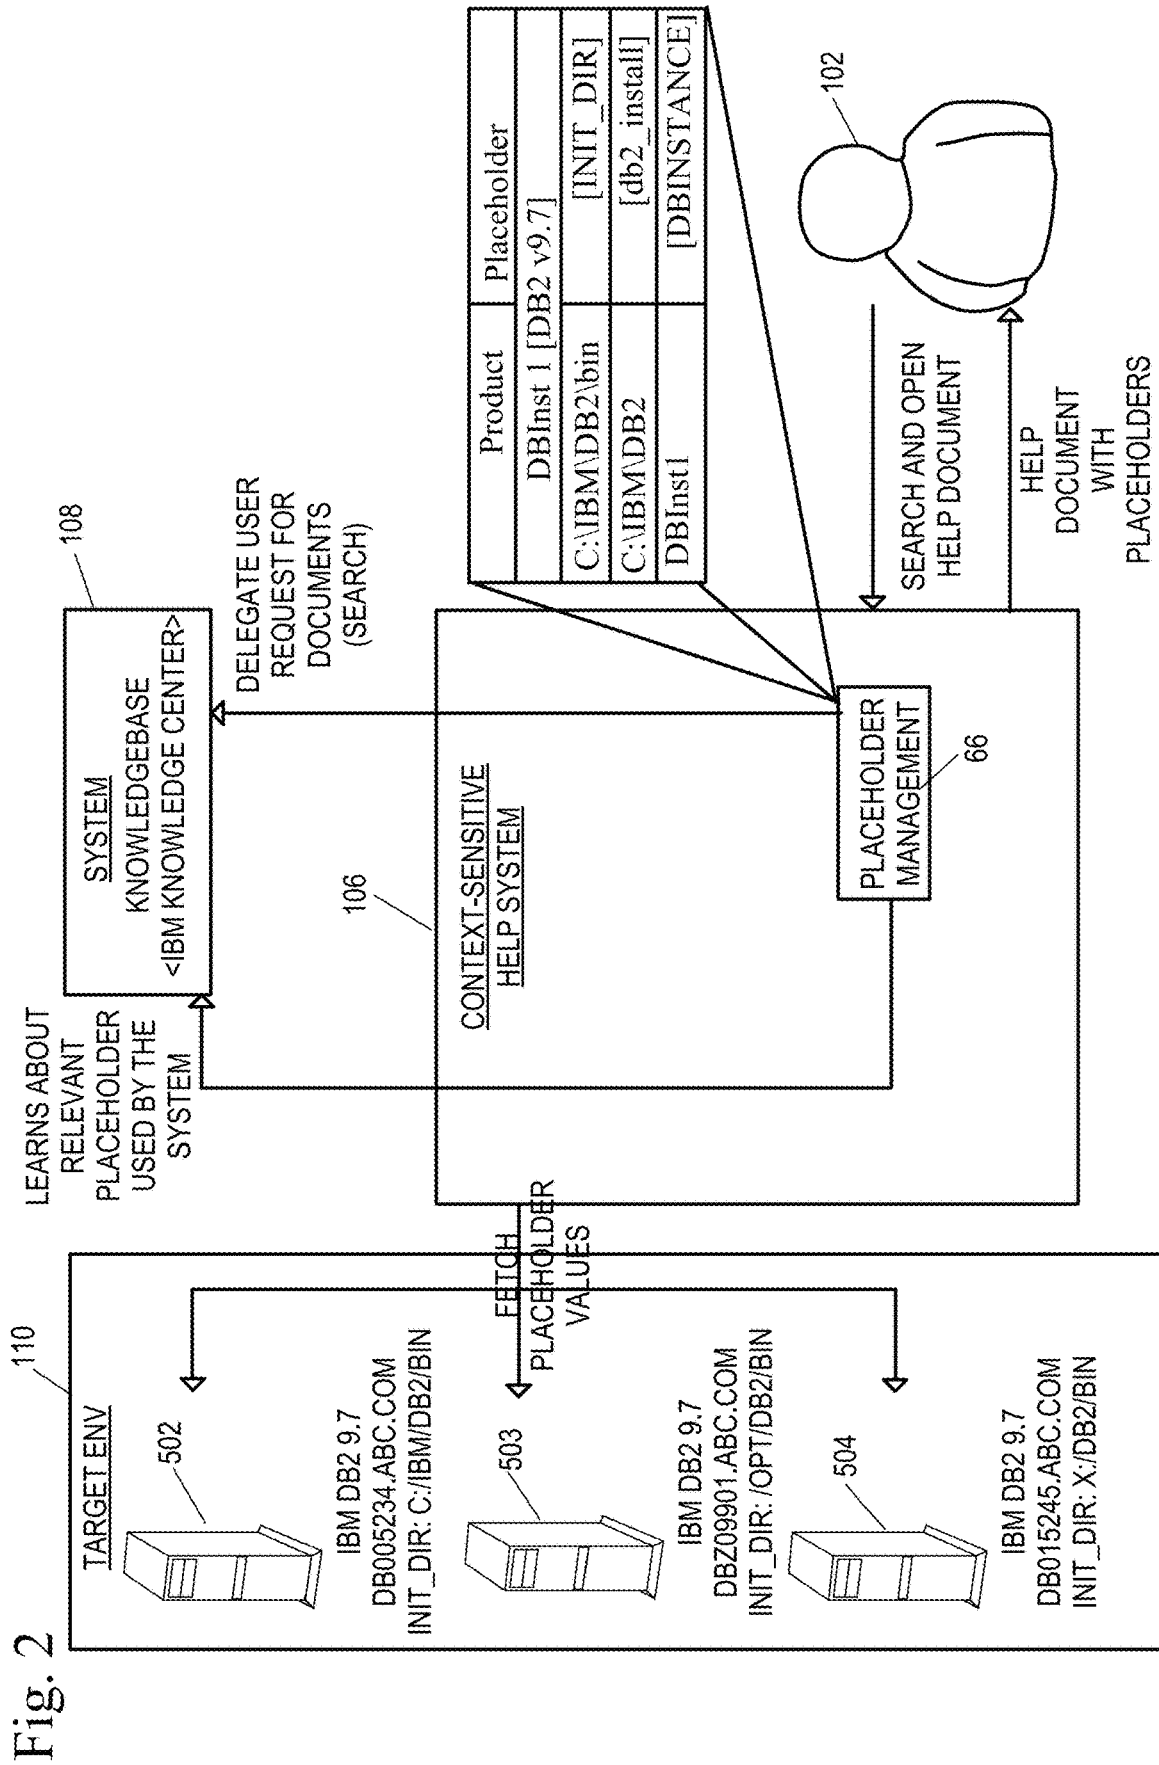 Fig. 2
110
TARGET ENV
502
IBM DB2 9.7
DB005234.ABC.COM
INIT_DIR: C:/IBM/DB2/BIN
503
IBM DB2 9.7
DBZ09901.ABC.COM
INIT_DIR: /OPT/DB2/BIN
504
IBM DB2 9.7
DB015245.ABC.COM
INIT_DIR: X:/DB2/BIN
FETCH
PLACEHOLDER
VALUES
LEARNS ABOUT
RELEVANT
PLACEHOLDER
USED BY THE
SYSTEM
108
SYSTEM
KNOWLEDGEBASE
<IBM KNOWLEDGE CENTER>
DELEGATE USER
REQUEST FOR
DOCUMENTS
(SEARCH)
106
CONTEXT-SENSITIVE
HELP SYSTEM
PLACEHOLDER
MANAGEMENT
66
Product Placeholder
DBInst 1 [DB2 v9.7]
C:\IBM\DB2\bin [INIT_DIR]
C:\IBM\DB2 [db2_install]
DBInst1 [DBINSTANCE]
102
SEARCH AND OPEN
HELP DOCUMENT
HELP
DOCUMENT
WITH
PLACEHOLDERS